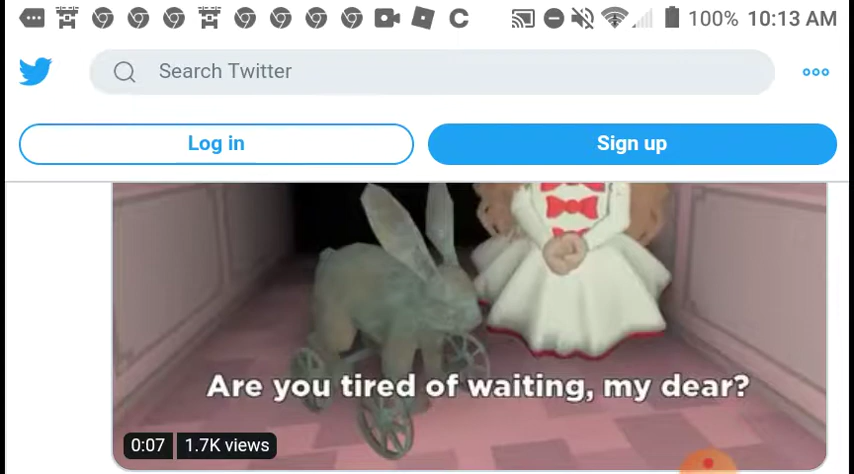 100% 10:13 AM
Search Twitter
Log in
Sign up
Are you tired of waiting, my dear?
0:07 1.7K views